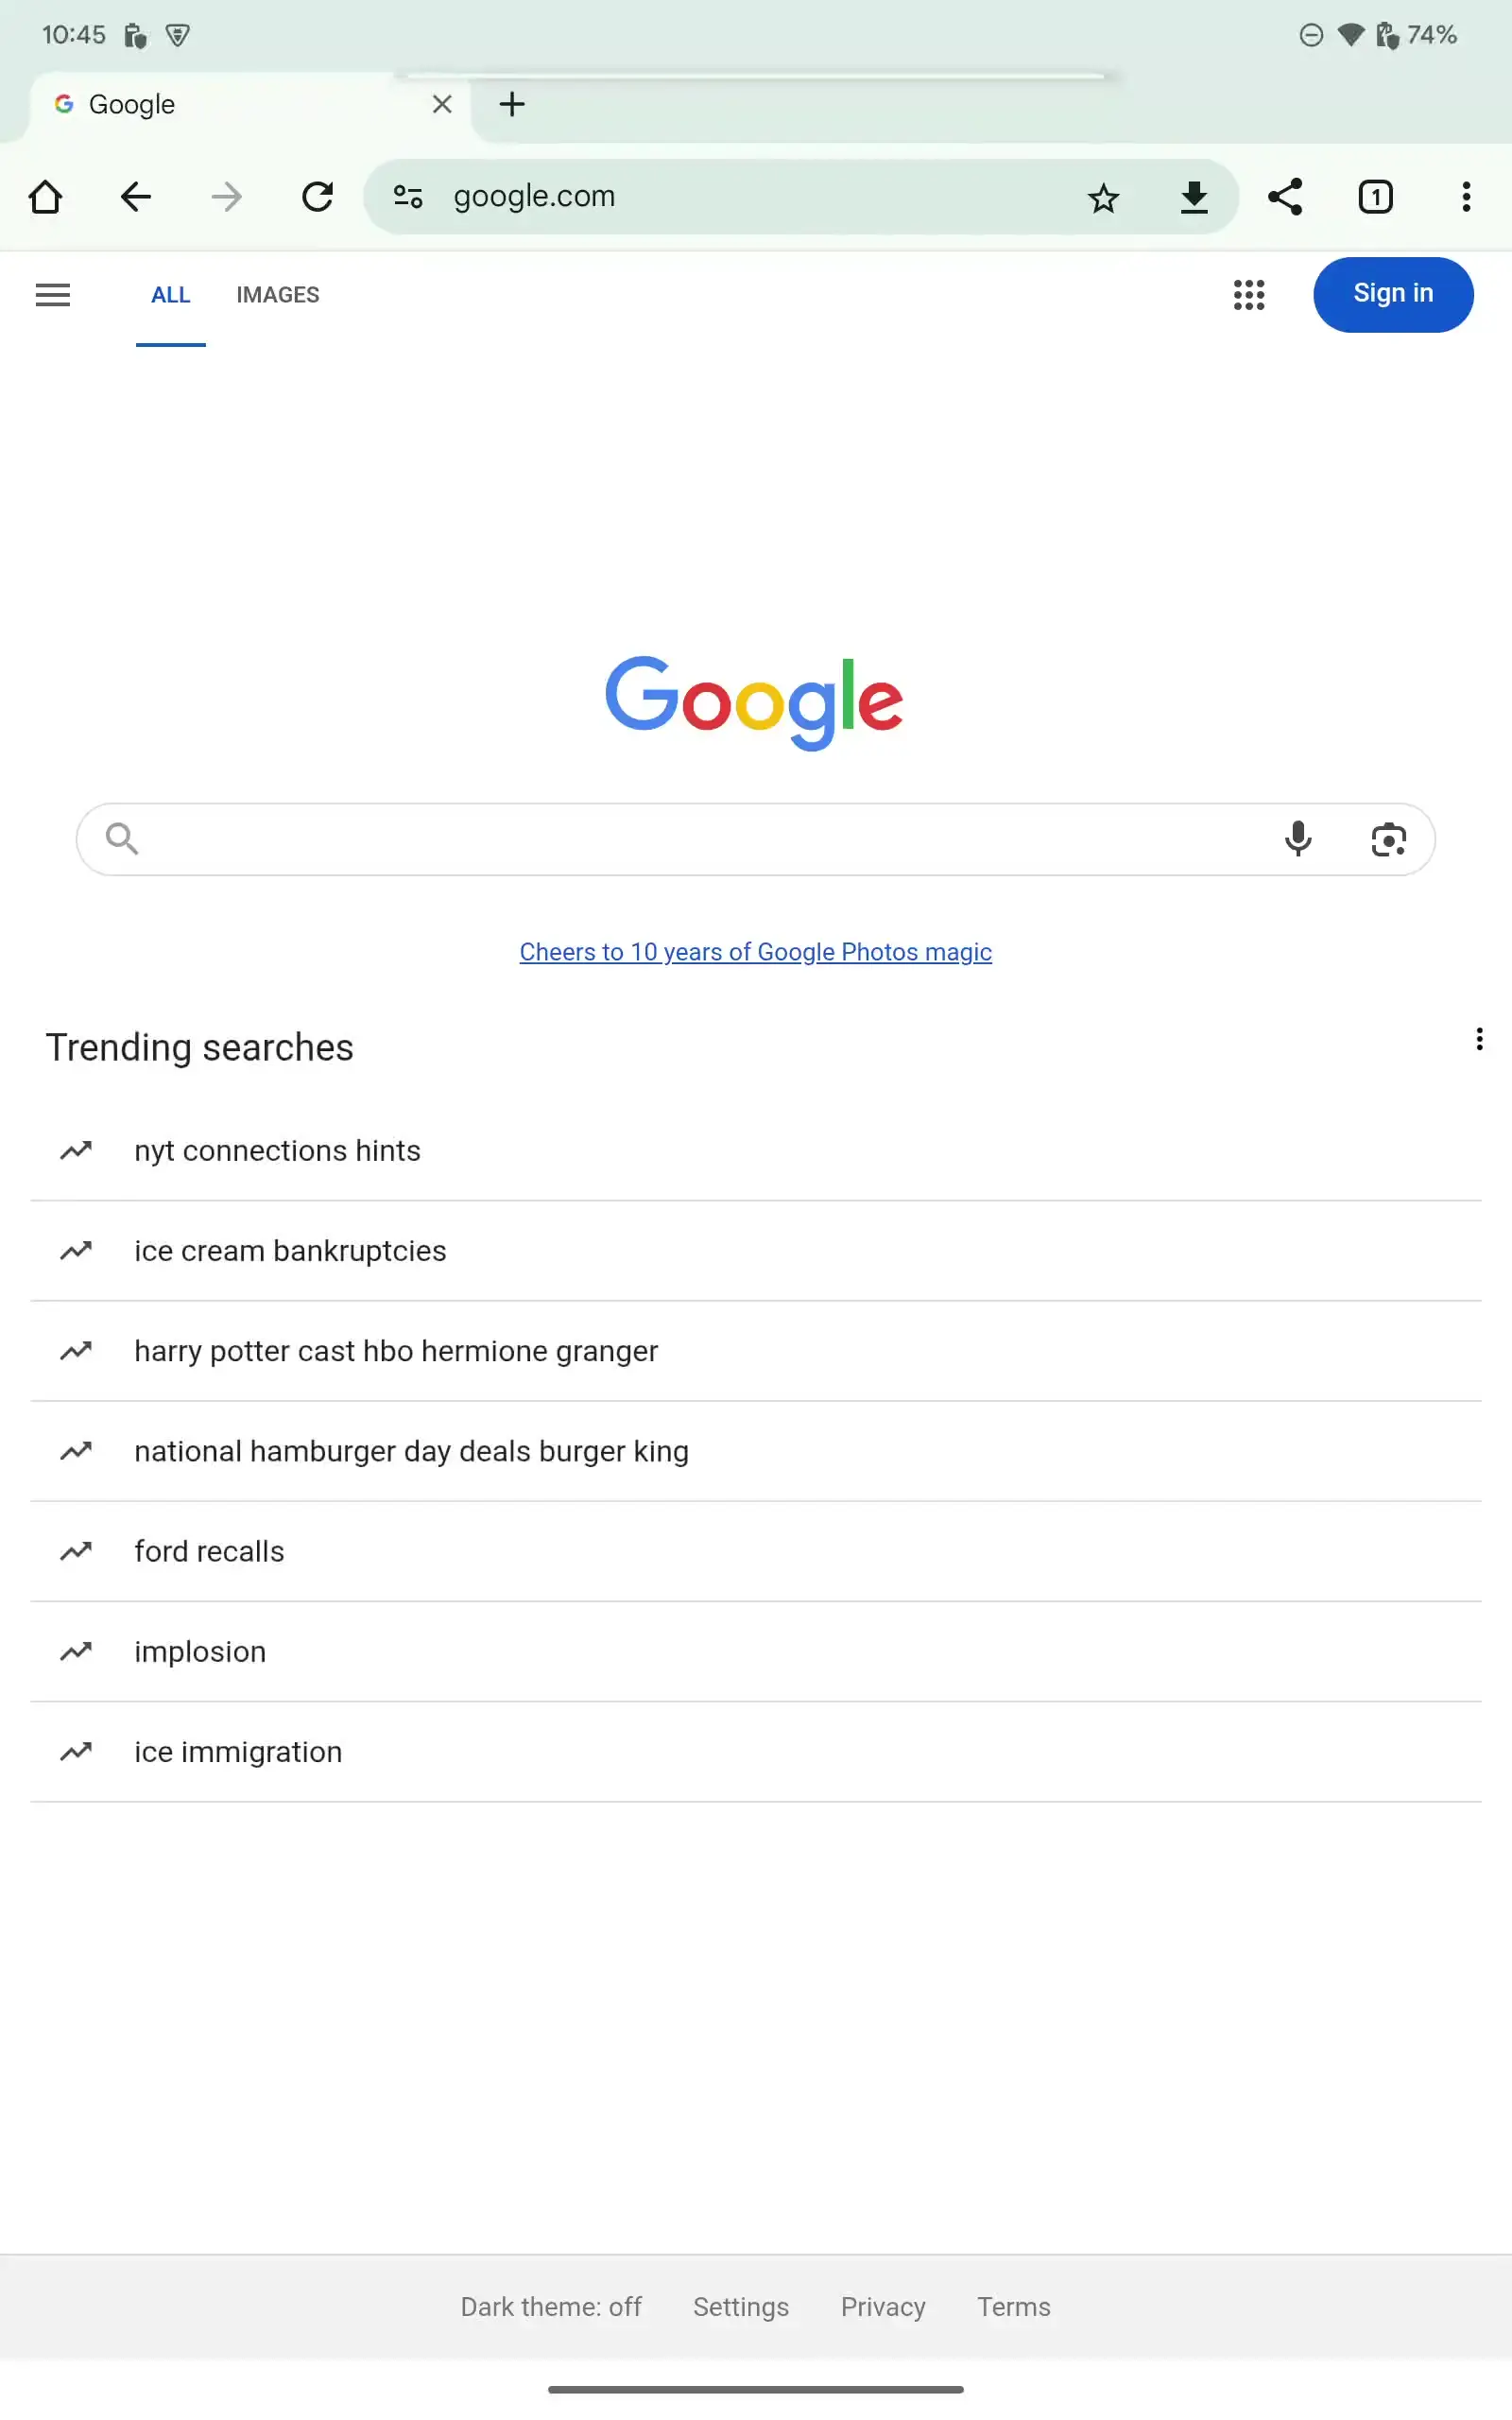 10:45
74%
Google
google.com
1
ALL IMAGES
Sign in
Google
Cheers to 10 years of Google Photos magic
Trending searches
nyt connections hints
ice cream bankruptcies
harry potter cast hbo hermione granger
national hamburger day deals burger king
ford recalls
implosion
ice immigration
Dark theme: off Settings Privacy Terms